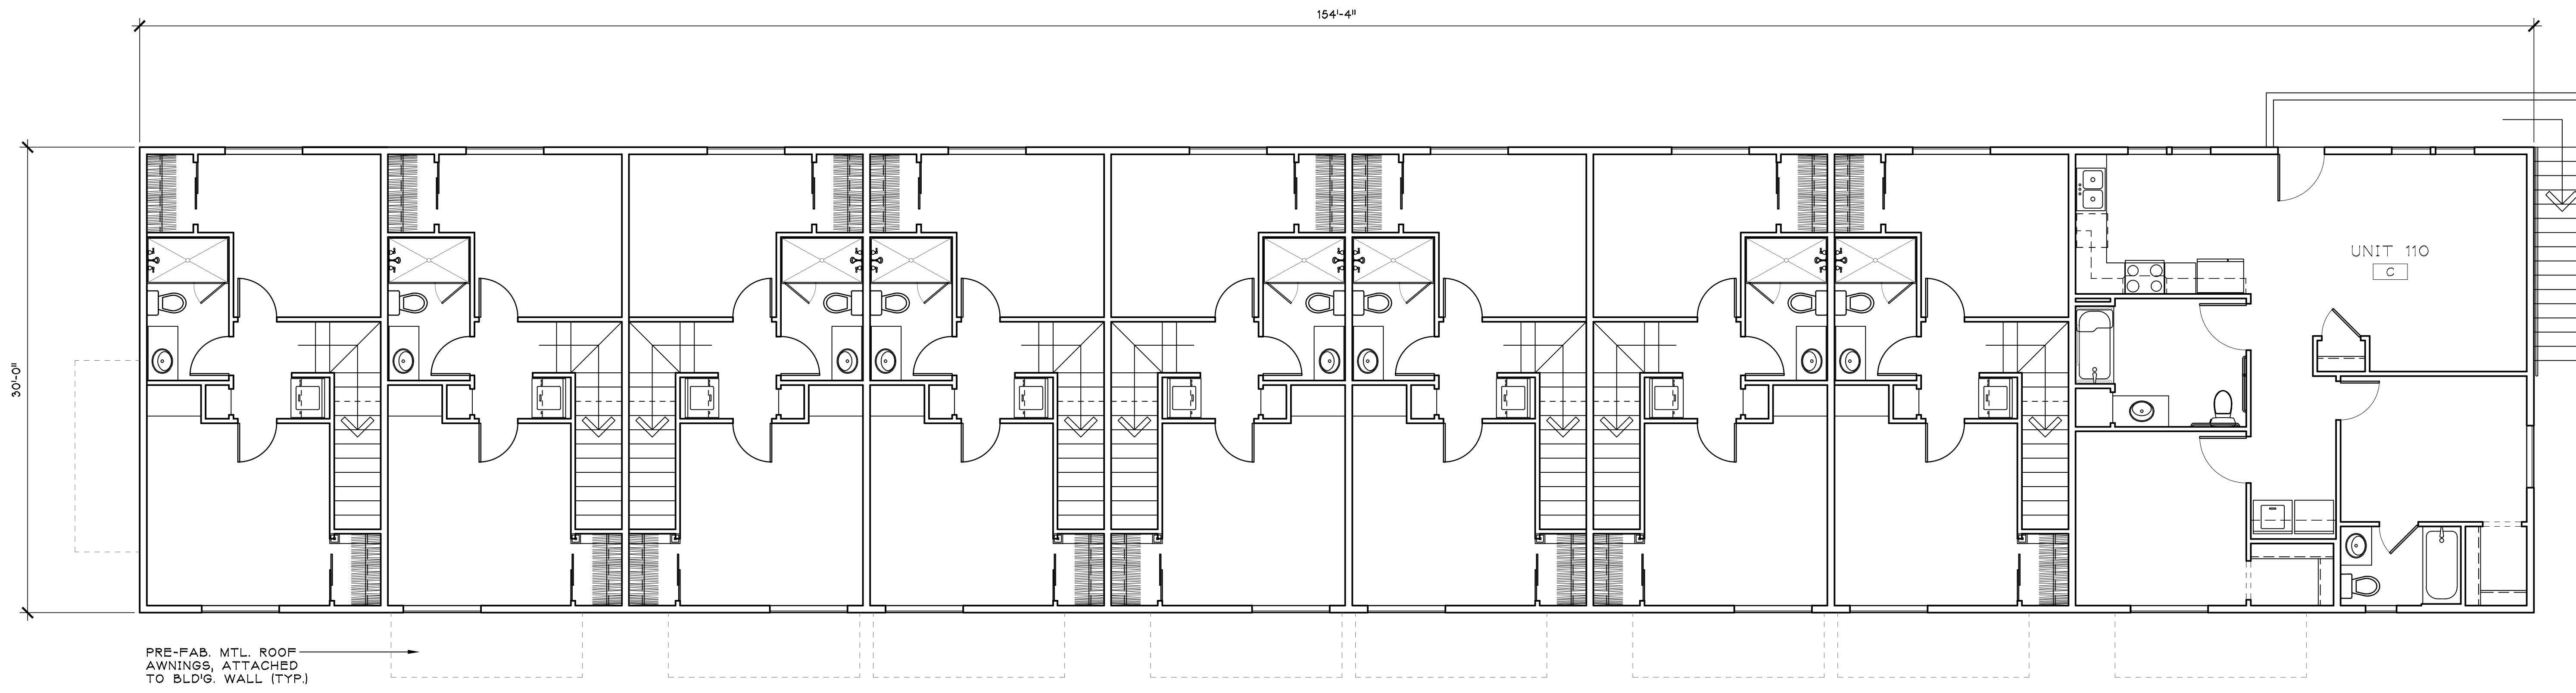 154'-4"
30'-0"
UNIT 110
C
PRE-FAB. MTL. ROOF
AWNINGS, ATTACHED
TO BLD'G. WALL (TYP.)